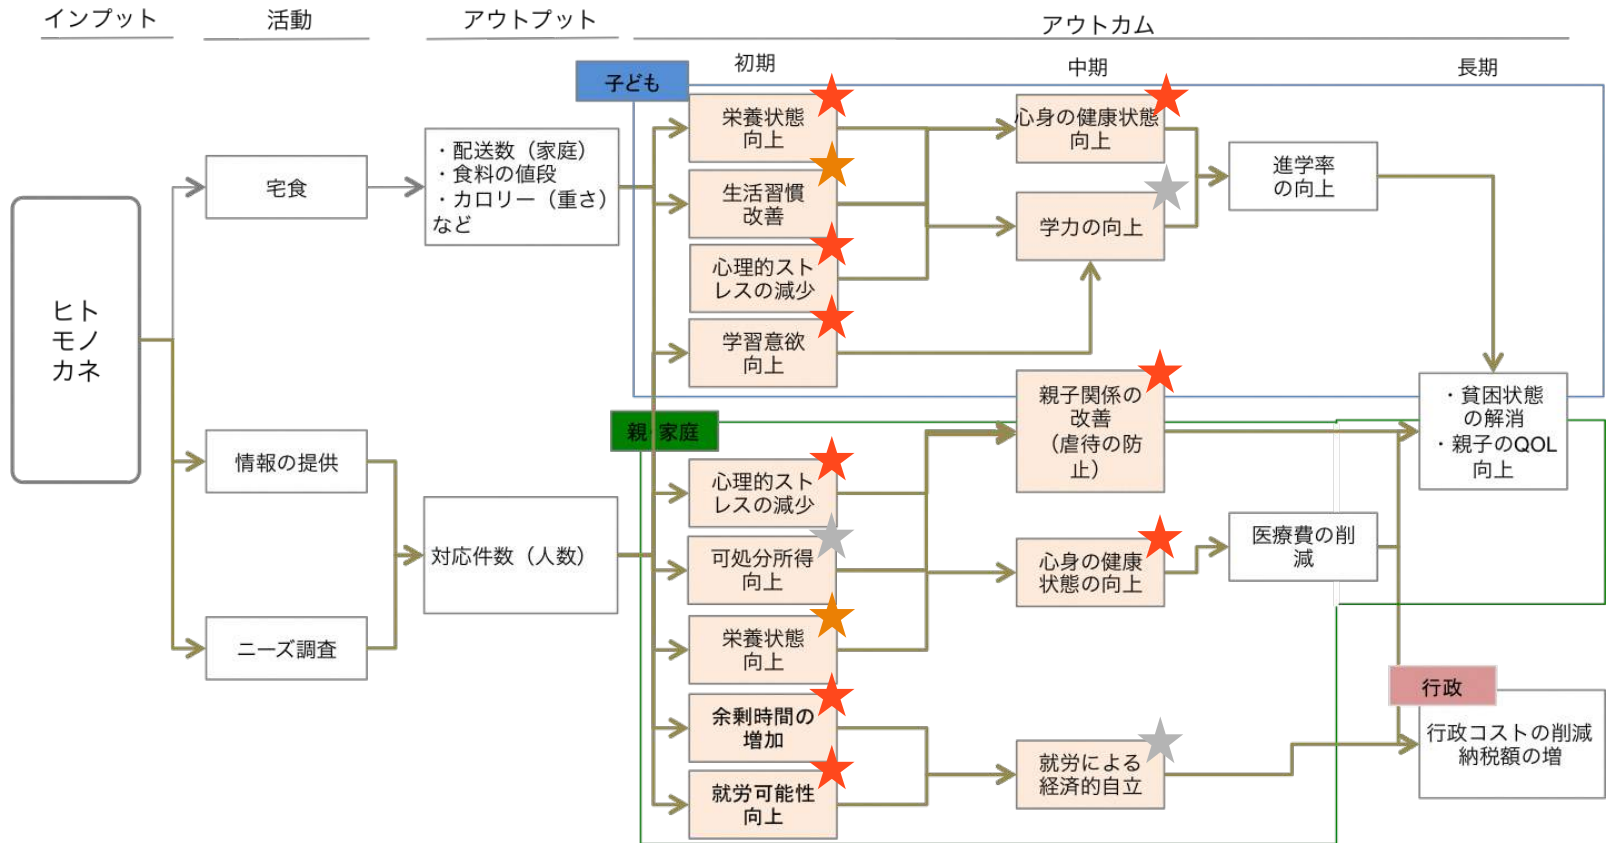 インプット
活動
アウトプット
アウトカム
初期
中期
長期
子ども
ヒト
モノ
カネ
宅食
・配送数（家庭）
・食料の値段
・カロリー（重さ）
など
栄養状態
向上
生活習慣
改善
心理的スト
レスの減少
学習意欲
向上
心身の健康状態
向上
学力の向上
進学率
の向上
・貧困状態
の解消
・親子のQOL
向上
親・家庭
情報の提供
ニーズ調査
対応件数（人数）
心理的スト
レスの減少
可処分所得
向上
栄養状態
向上
余剰時間の
増加
就労可能性
向上
親子関係の
改善
（虐待の防
止）
心身の健康
状態の向上
医療費の削
減
就労による
経済的自立
行政
行政コストの削減
納税額の増